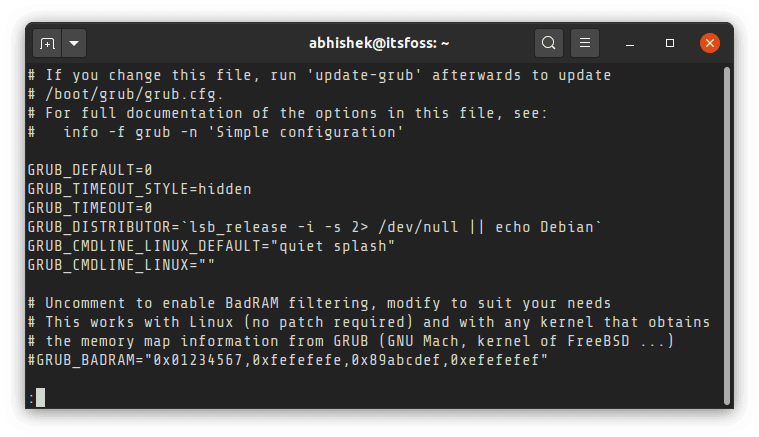 abhishek@itsfoss: ~
# If you change this file, run 'update-grub' afterwards to update
# /boot/grub/grub.cfg.
# For full documentation of the options in this file, see:
#   info -f grub -n 'Simple configuration'

GRUB_DEFAULT=0
GRUB_TIMEOUT_STYLE=hidden
GRUB_TIMEOUT=0
GRUB_DISTRIBUTOR=`lsb_release -i -s 2> /dev/null || echo Debian`
GRUB_CMDLINE_LINUX_DEFAULT="quiet splash"
GRUB_CMDLINE_LINUX=""

# Uncomment to enable BadRAM filtering, modify to suit your needs
# This works with Linux (no patch required) and with any kernel that obtains
# the memory map information from GRUB (GNU Mach, kernel of FreeBSD ...)
#GRUB_BADRAM="0x01234567,0xfefefefe,0x89abcdef,0xefefefef"

: